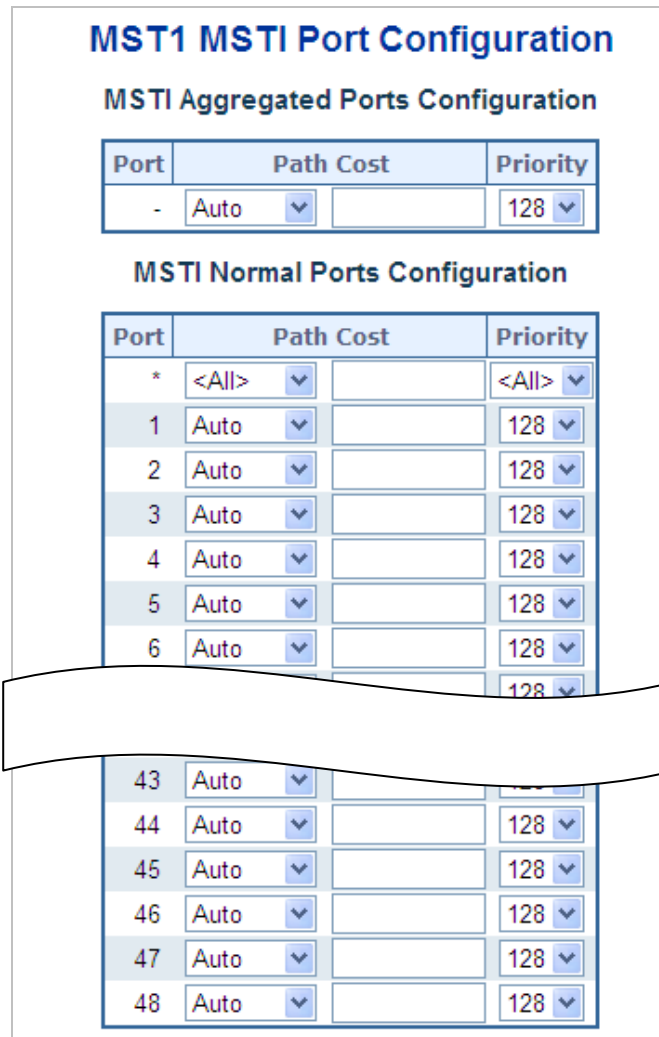 MST1 MSTI Port Configuration
MSTI Aggregated Ports Configuration
Port Path Cost Priority
- Auto 128
MSTI Normal Ports Configuration
Port Path Cost Priority
* <All> <All>
1 Auto 128
2 Auto 128
3 Auto 128
4 Auto 128
5 Auto 128
6 Auto 128
128
43 Auto
44 Auto 128
45 Auto 128
46 Auto 128
47 Auto 128
48 Auto 128